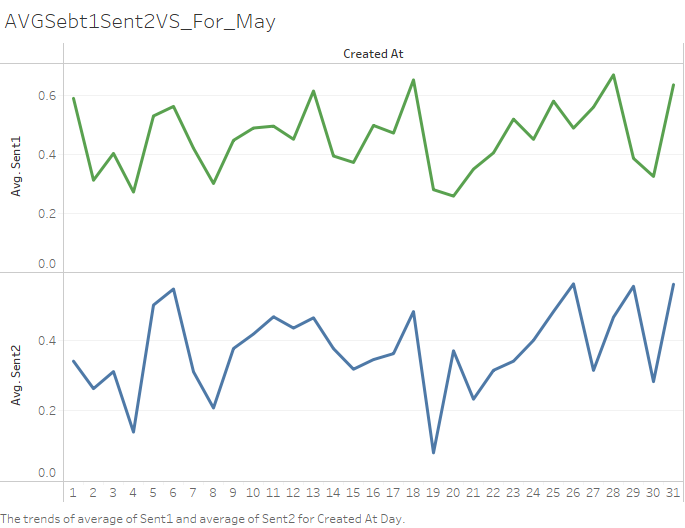 AVGSebt1Sent2VS_For_May
Created At
Avg. Sent1
0.6
0.4
0.2
0.0
Avg. Sent2
0.4
0.2
0.0
1 2 3 4 5 6 7 8 9 10 11 12 13 14 15 16 17 18 19 20 21 22 23 24 25 26 27 28 29 30 31
The trends of average of Sent1 and average of Sent2 for Created At Day.